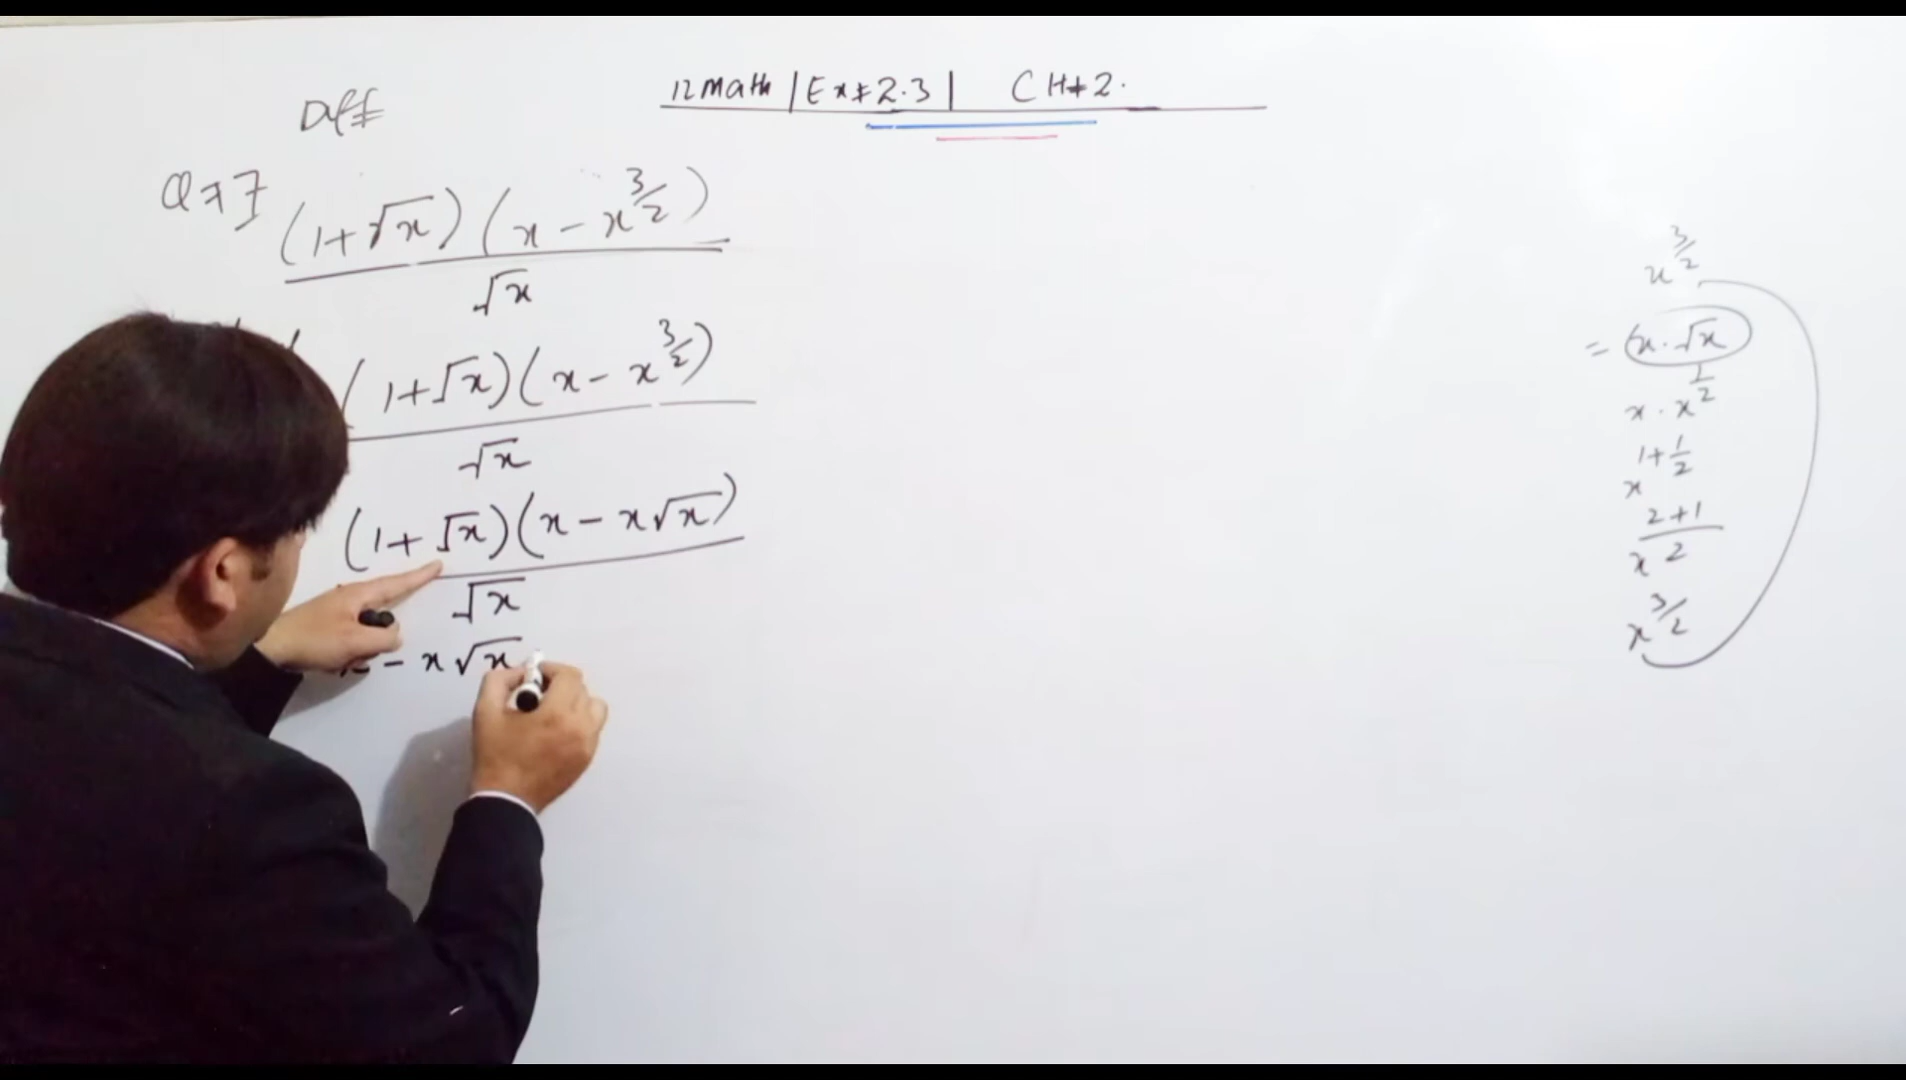 12 Math | Ex# 2.3 | CH# 2.
Diff
Q#7
(1+√x)(x-x^{3/2})
√x
(1+√x)(x-x^{3/2})
√x
(1+√x)(x-x√x)
√x
- x√x
x^{3/2}
= x.√x
x.x^{1/2}
x^{1+1/2}
x^{(2+1)/2}
x^{3/2}